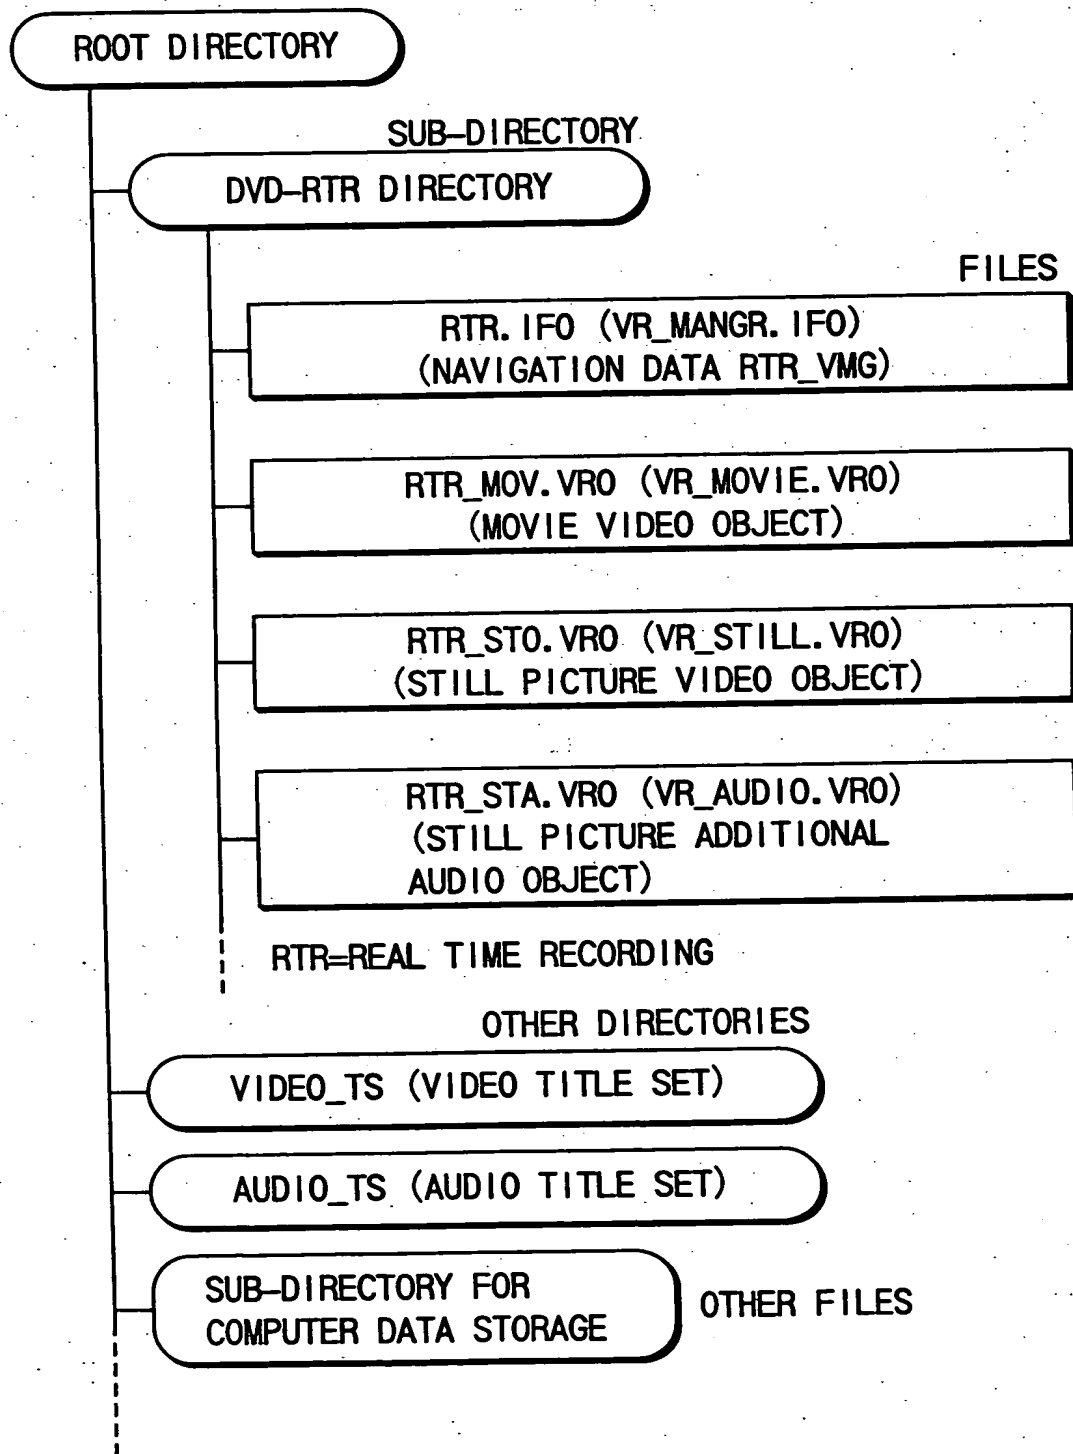 ROOT DIRECTORY
SUB-DIRECTORY
DVD-RTR DIRECTORY
FILES
RTR.IFO (VR_MANGR.IFO)
(NAVIGATION DATA RTR_VMG)
RTR_MOV.VRO (VR_MOVIE.VRO)
(MOVIE VIDEO OBJECT)
RTR_STO.VRO (VR_STILL.VRO)
(STILL PICTURE VIDEO OBJECT)
RTR_STA.VRO (VR_AUDIO.VRO)
(STILL PICTURE ADDITIONAL
AUDIO OBJECT)
RTR=REAL TIME RECORDING
OTHER DIRECTORIES
VIDEO_TS (VIDEO TITLE SET)
AUDIO_TS (AUDIO TITLE SET)
SUB-DIRECTORY FOR
COMPUTER DATA STORAGE
OTHER FILES